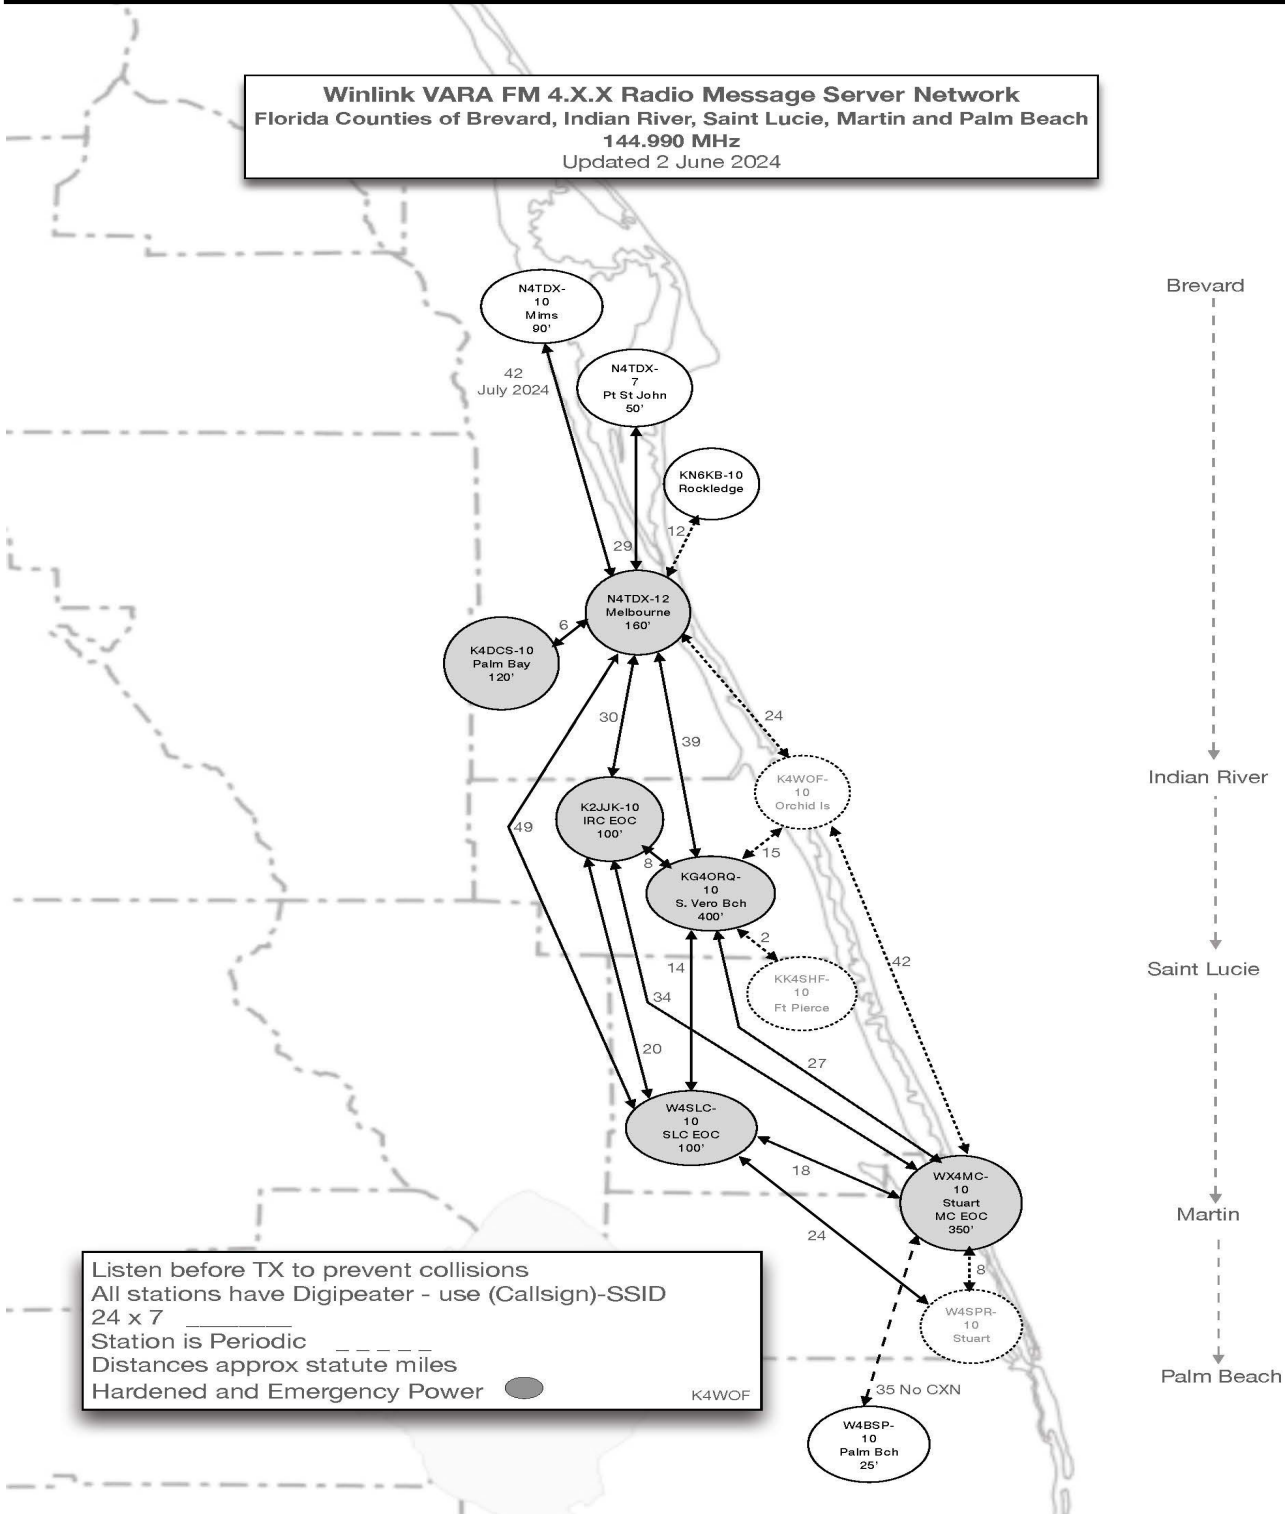 Winlink VARA FM 4.X.X Radio Message Server Network
Florida Counties of Brevard, Indian River, Saint Lucie, Martin and Palm Beach
144.990 MHz
Updated 2 June 2024
Brevard
N4TDX-
10
Mims
90'
42
July 2024
N4TDX-
7
Pt St John
50'
KN6KB-10
Rockledge
12
29
N4TDX-12
Melbourne
160'
6
K4DCS-10
Palm Bay
120'
30
39
24
Indian River
K4WOF-
10
Orchid Is
K2JJK-10
IRC EOC
100'
49
15
8
KG4ORQ-
10
S. Vero Bch
400'
2
14
42
Saint Lucie
KK4SHF-
10
Ft Pierce
34
20
27
W4SLC-
10
SLC EOC
100'
18
WX4MC-
10
Stuart
MC EOC
350'
Martin
24
8
W4SPR-
10
Stuart
Palm Beach
35 No CXN
W4BSP-
10
Palm Bch
25'
Listen before TX to prevent collisions
All stations have Digipeater - use (Callsign)-SSID
24 x 7 _______
Station is Periodic _ _ _ _ _
Distances approx statute miles
Hardened and Emergency Power
K4WOF